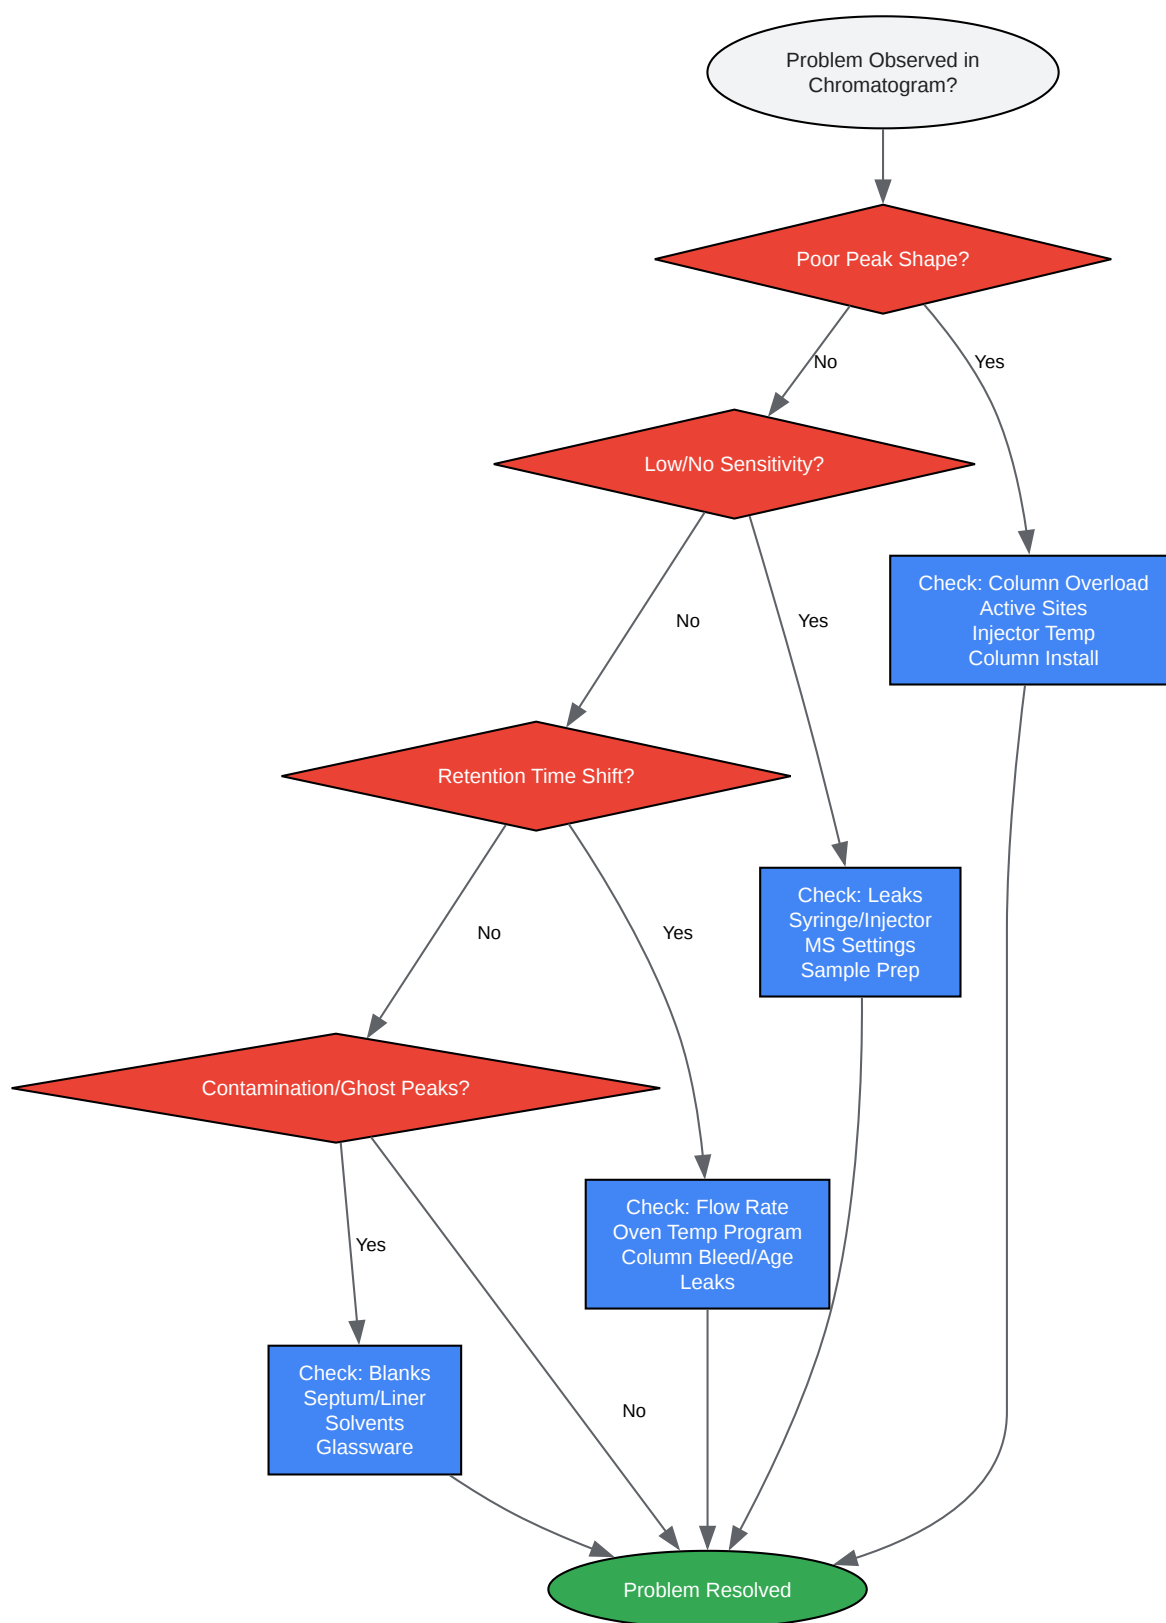 Problem Observed in
Chromatogram?
Poor Peak Shape?
No
Yes
Low/No Sensitivity?
Check: Column Overload
Active Sites
Injector Temp
Column Install
No
Yes
Retention Time Shift?
Check: Leaks
Syringe/Injector
MS Settings
Sample Prep
No
Yes
Contamination/Ghost Peaks?
Check: Flow Rate
Oven Temp Program
Column Bleed/Age
Leaks
Yes
Check: Blanks
Septum/Liner
Solvents
Glassware
No
Problem Resolved